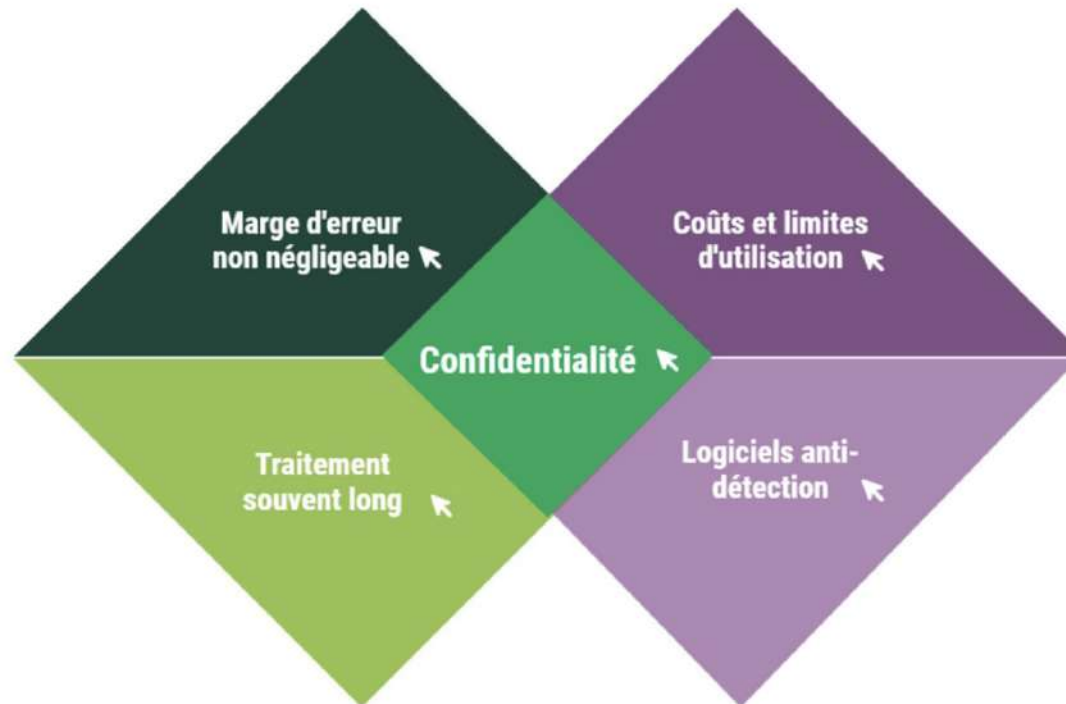 Marge d'erreur
non négligeable
Coûts et limites
d'utilisation
Confidentialité
Traitement
souvent long
Logiciels anti-
détection